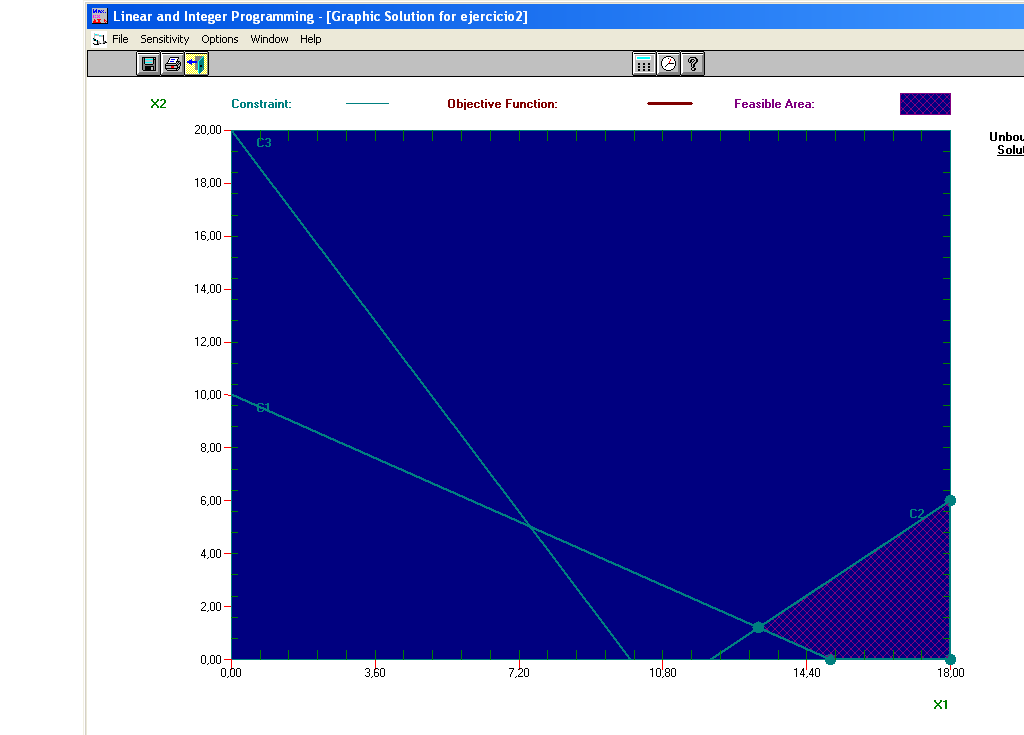 Linear and Integer Programming - [Graphic Solution for ejercicio2]
File Sensitivity Options Window Help
X2 Constraint: Objective Function: Feasible Area:
Unbou
Solut
20,00
C3
18,00
16,00
14,00
12,00
10,00
C1
8,00
6,00
C2
4,00
2,00
0,00
0,00 3,60 7,20 10,80 14,40 18,00
X1